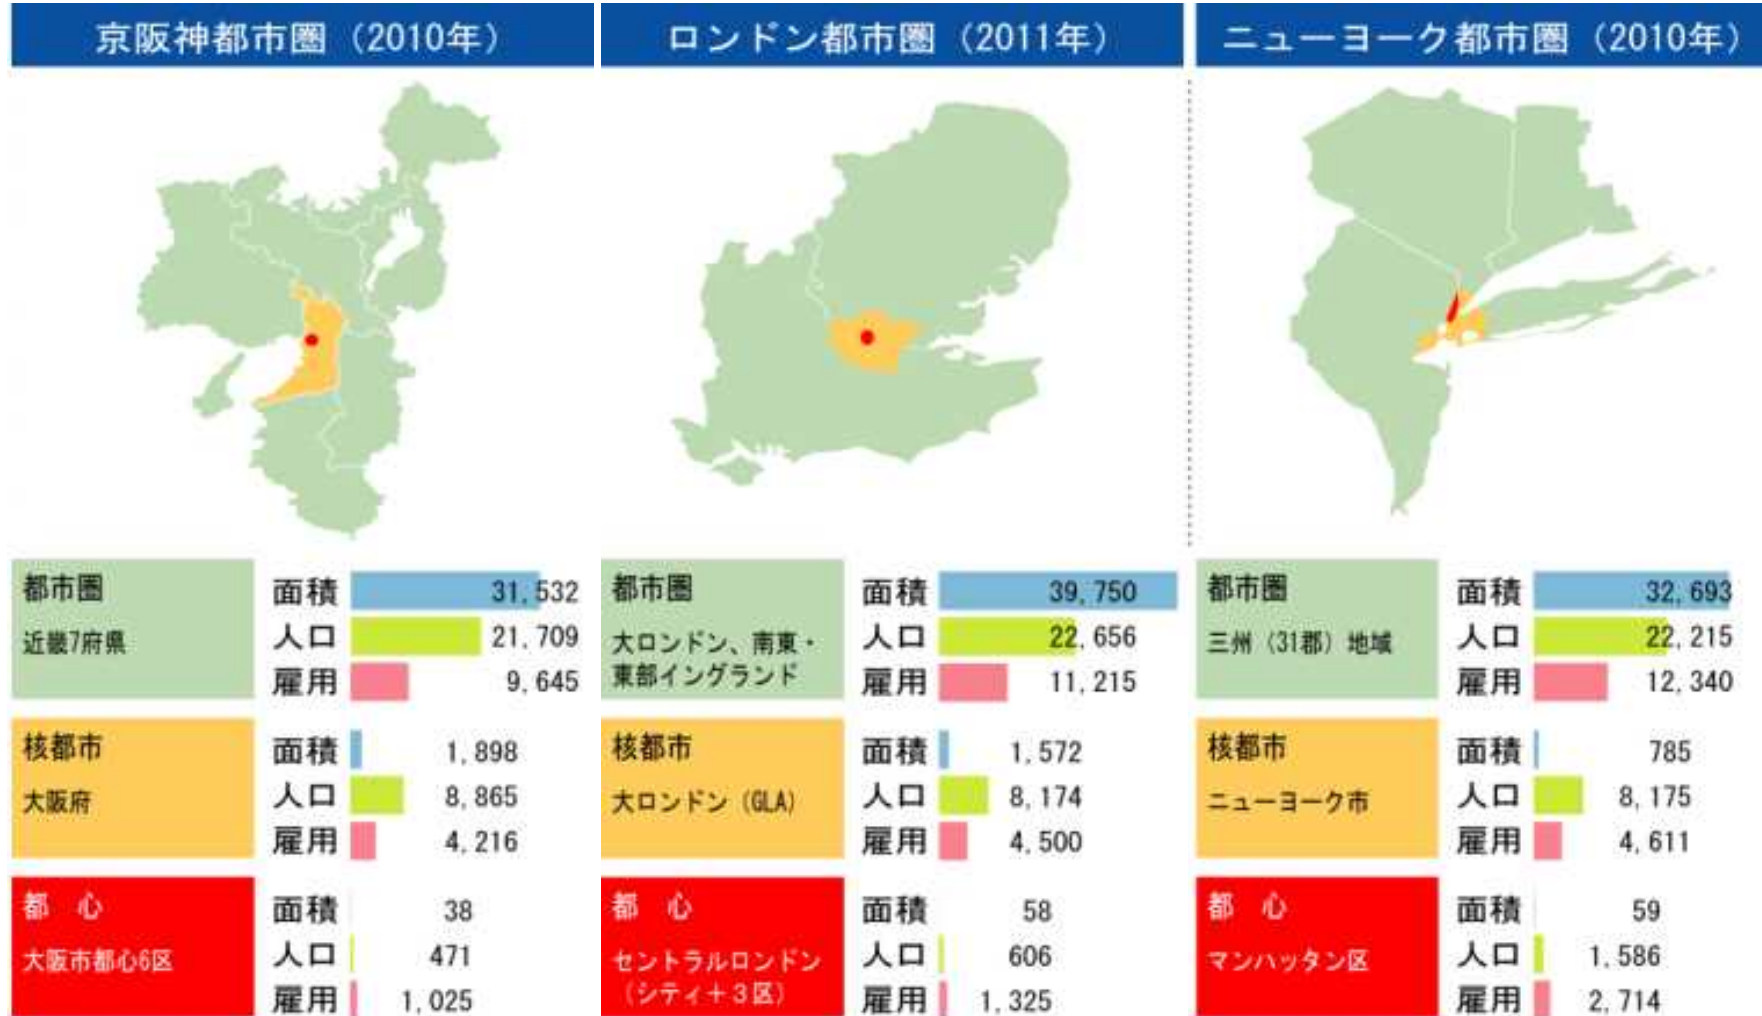 京阪神都市圏（2010年）
都市圏
近畿7府県
面積 31,532
人口 21,709
雇用 9,645
核都市
大阪府
面積 1,898
人口 8,865
雇用 4,216
都　心
大阪市都心6区
面積 38
人口 471
雇用 1,025
ロンドン都市圏（2011年）
都市圏
大ロンドン、南東・
東部イングランド
面積 39,750
人口 22,656
雇用 11,215
核都市
大ロンドン（GLA）
面積 1,572
人口 8,174
雇用 4,500
都　心
セントラルロンドン
（シティ＋３区）
面積 58
人口 606
雇用 1,325
ニューヨーク都市圏（2010年）
都市圏
三州（31郡）地域
面積 32,693
人口 22,215
雇用 12,340
核都市
ニューヨーク市
面積 785
人口 8,175
雇用 4,611
都　心
マンハッタン区
面積 59
人口 1,586
雇用 2,714